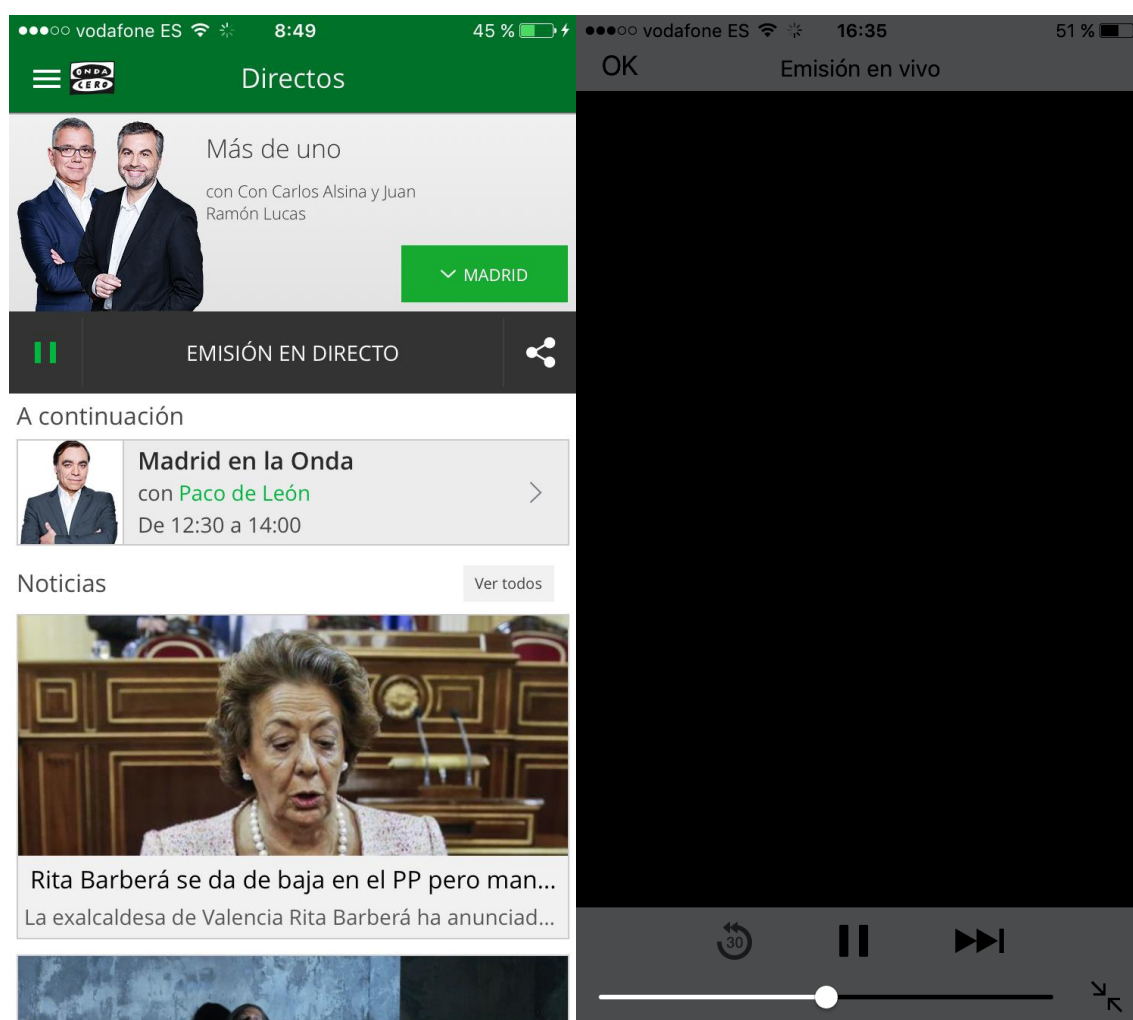 vodafone ES 8:49 45 %
ONDA
CERO
Directos
Más de uno
con Con Carlos Alsina y Juan
Ramón Lucas
MADRID
EMISIÓN EN DIRECTO
A continuación
Madrid en la Onda
con Paco de León
De 12:30 a 14:00
Noticias
Ver todos
Rita Barberá se da de baja en el PP pero man...
La exalcaldesa de Valencia Rita Barberá ha anunciad...
vodafone ES 16:35 51 %
OK
Emisión en vivo
30